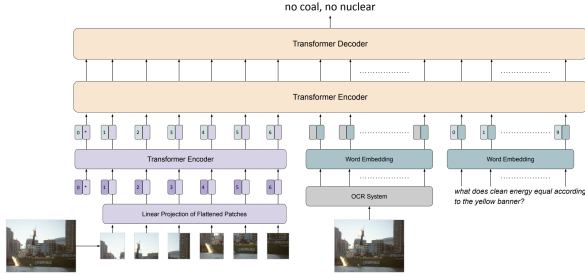 no coal, no nuclear
Transformer Decoder
Transformer Encoder
0 * 1 2 3 4 5 6 0 1 9
Transformer Encoder Word Embedding Word Embedding
0 * 1 2 3 4 5 6
OCR System
Linear Projection of Flattened Patches
what does clean energy equal according
to the yellow banner?